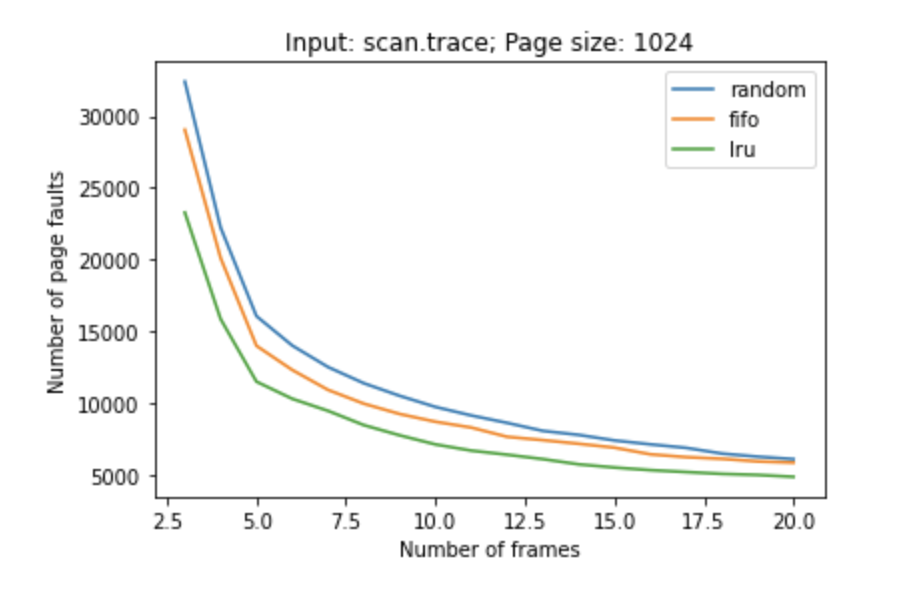 Input: scan.trace; Page size: 1024
random
fifo
lru
Number of page faults
30000
25000
20000
15000
10000
5000
2.5 5.0 7.5 10.0 12.5 15.0 17.5 20.0
Number of frames